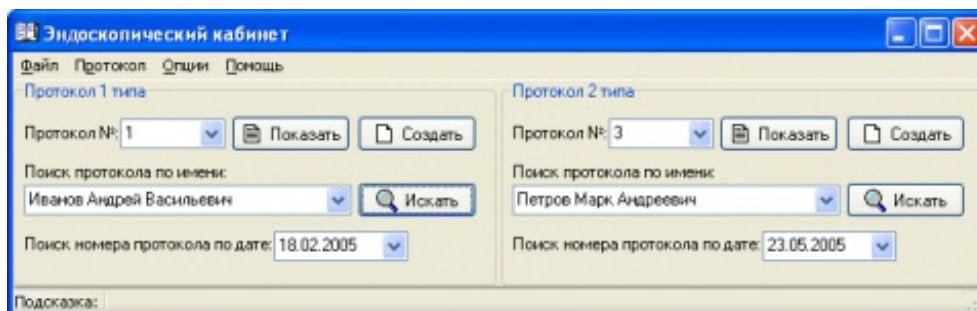 Эндоскопический кабинет
Файл Протокол Опции Помощь
Протокол 1 типа
Протокол №: 1 Показать Создать
Поиск протокола по имени:
Иванов Андрей Васильевич Искать
Поиск номера протокола по дате: 18.02.2005
Протокол 2 типа
Протокол №: 3 Показать Создать
Поиск протокола по имени:
Петров Марк Андреевич Искать
Поиск номера протокола по дате: 23.05.2005
Подсказка: